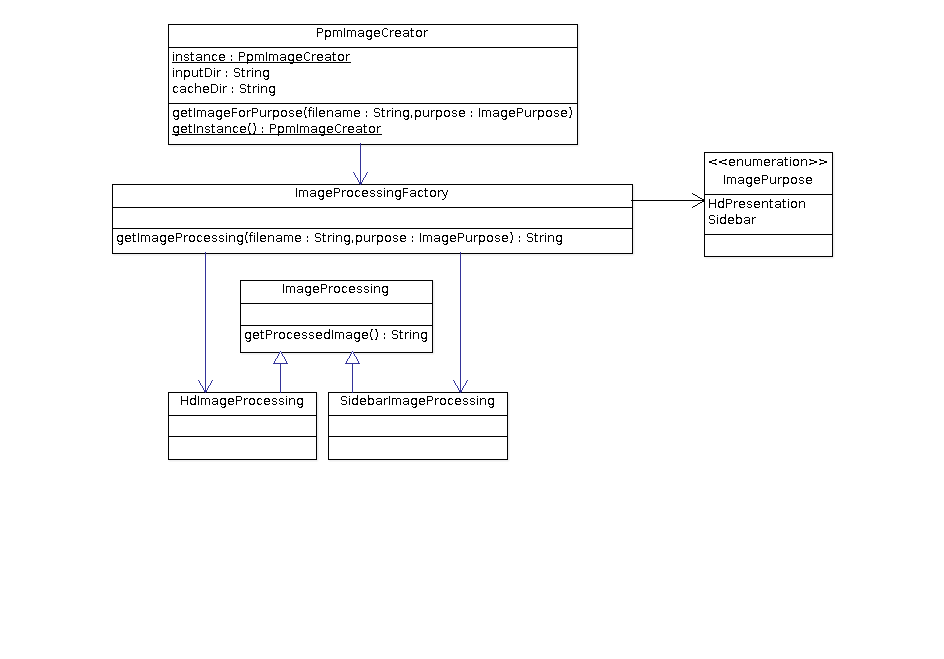 PpmImageCreator
instance : PpmImageCreator
inputDir : String
cacheDir : String
getImageForPurpose(filename : String,purpose : ImagePurpose)
getInstance() : PpmImageCreator
<<enumeration>>
ImagePurpose
HdPresentation
Sidebar
ImageProcessingFactory
getImageProcessing(filename : String,purpose : ImagePurpose) : String
ImageProcessing
getProcessedImage() : String
HdImageProcessing
SidebarImageProcessing